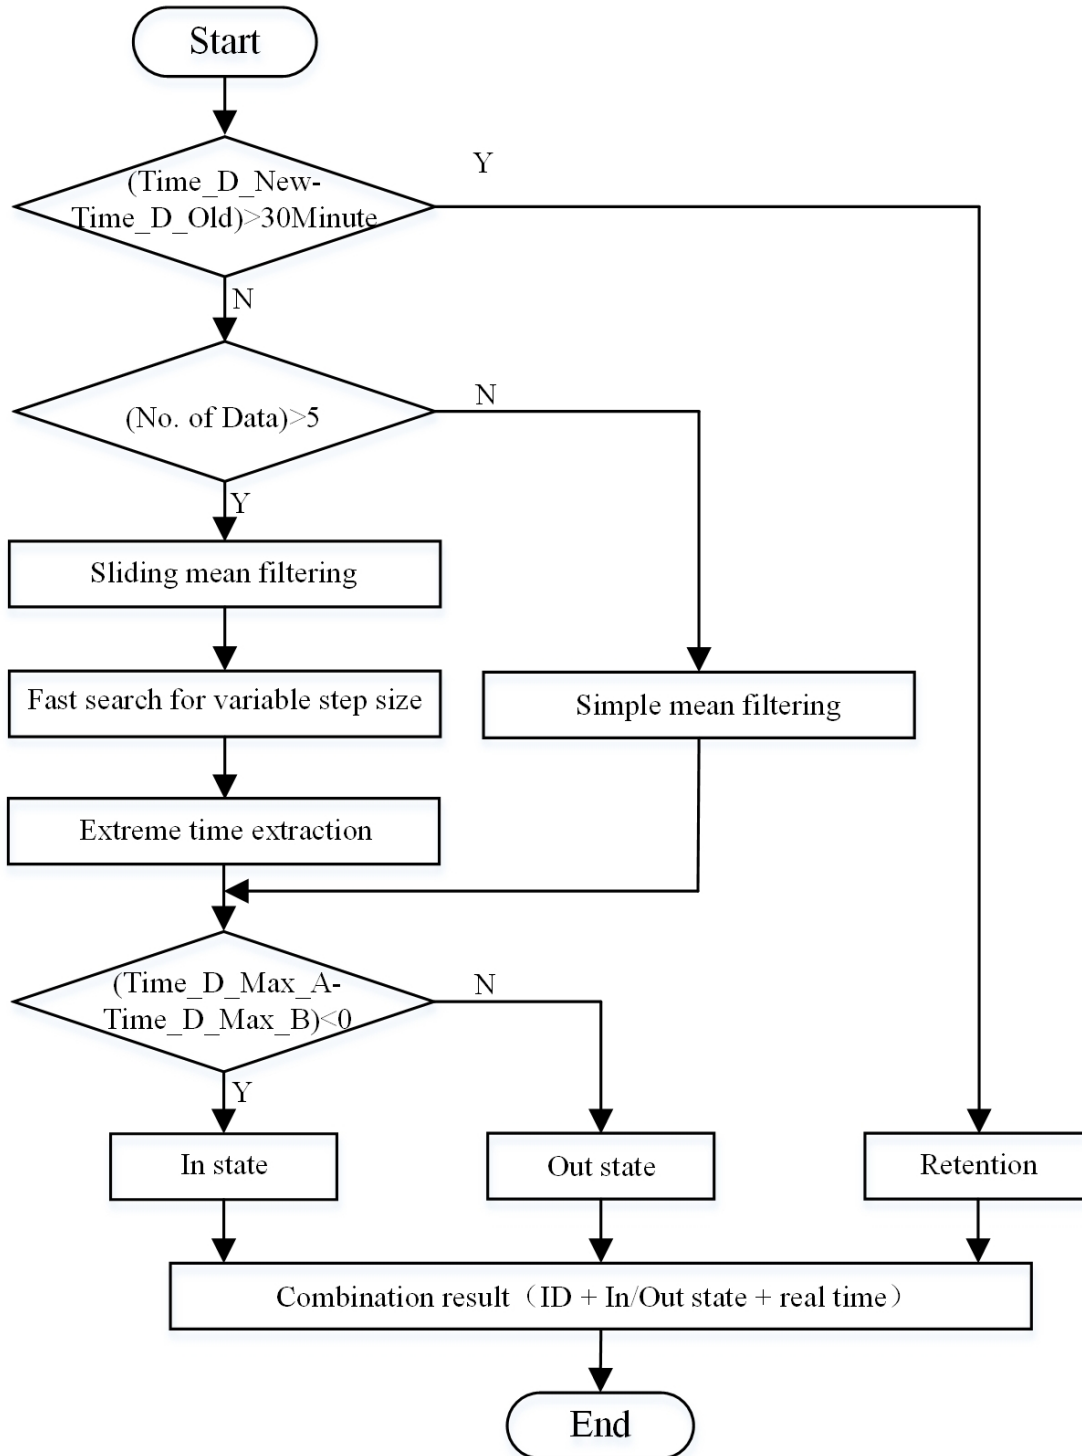 Start
(Time_D_New-
Time_D_Old)>30Minute
Y
N
(No. of Data)>5
N
Y
Sliding mean filtering
Fast search for variable step size
Simple mean filtering
Extreme time extraction
(Time_D_Max_A-
Time_D_Max_B)<0
N
Y
In state
Out state
Retention
Combination result（ID + In/Out state + real time）
End